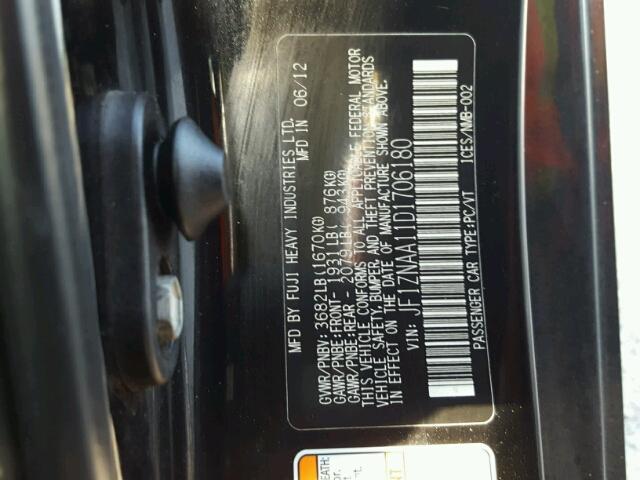 MFD BY FUJI HEAVY INDUSTRIES LTD.
MFD IN 06/12
GVWR/PNBV: 3682LB(1670KG)
GAWR/PNBE:FRONT- 1931LB( 876KG)
GAWR/PNBE:REAR - 2079LB( 943KG)
THIS VEHICLE CONFORMS TO ALL APPLICABLE FEDERAL MOTOR
VEHICLE SAFETY, BUMPER, AND THEFT PREVENTION STANDARDS
IN EFFECT ON THE DATE OF MANUFACTURE SHOWN ABOVE.
VIN: JF1ZNAA11D1706180
PASSENGER CAR TYPE:PC/VT ICES/NMB-002
EATH: